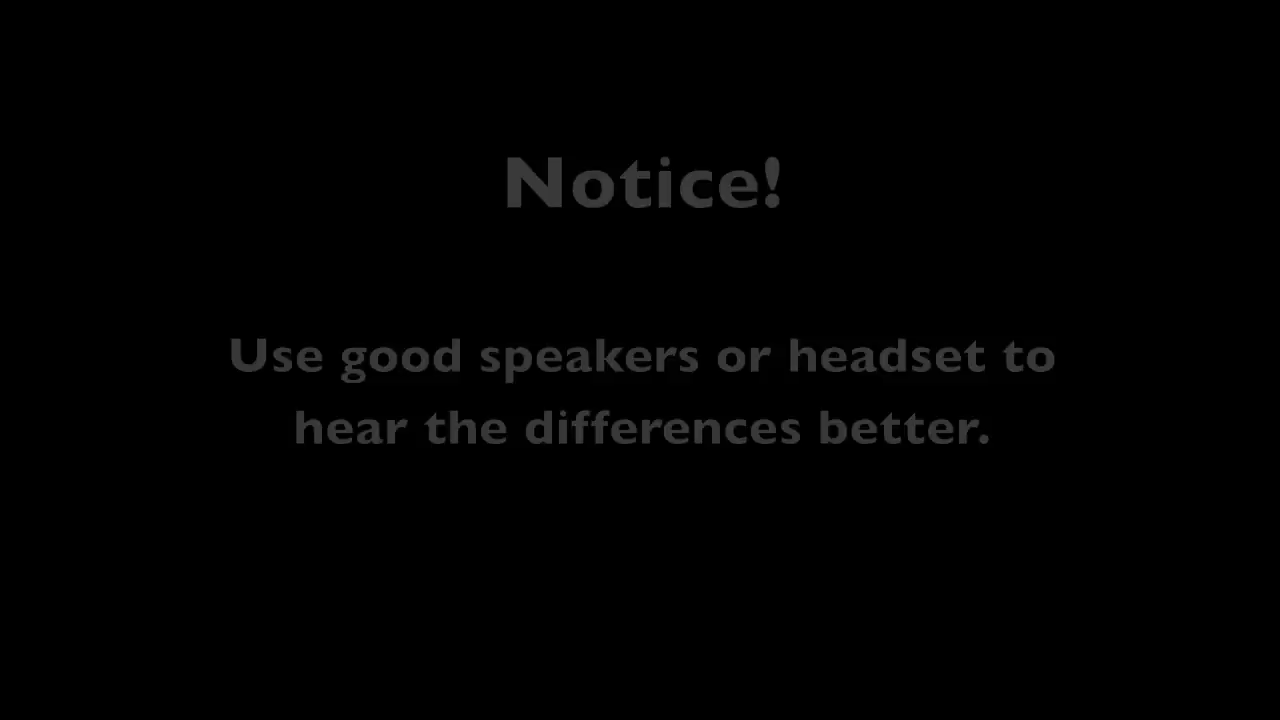 Notice!
Use good speakers or headset to
hear the differences better.